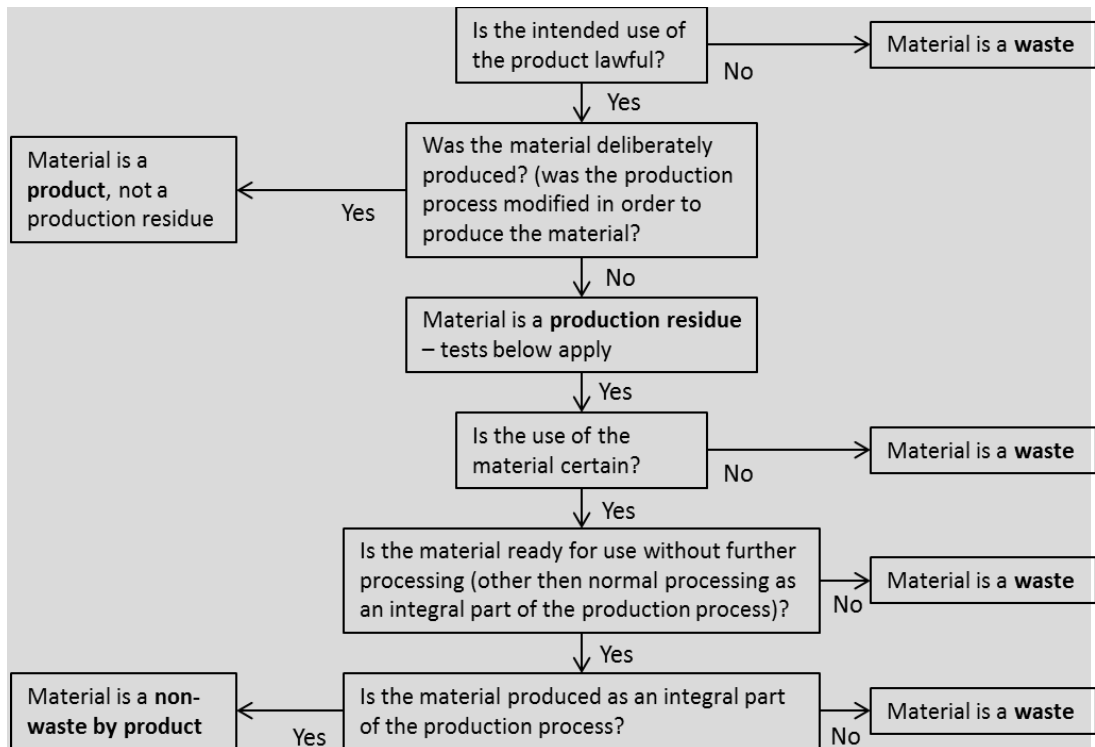 Is the intended use of
the product lawful?
No
Material is a waste
Yes
Material is a
product, not a
production residue
Yes
Was the material deliberately
produced? (was the production
process modified in order to
produce the material?
No
Material is a production residue
– tests below apply
Yes
Is the use of the
material certain?
No
Material is a waste
Yes
Is the material ready for use without further
processing (other then normal processing as
an integral part of the production process)?
No
Material is a waste
Yes
Material is a non-
waste by product
Yes
Is the material produced as an integral part
of the production process?
No
Material is a waste